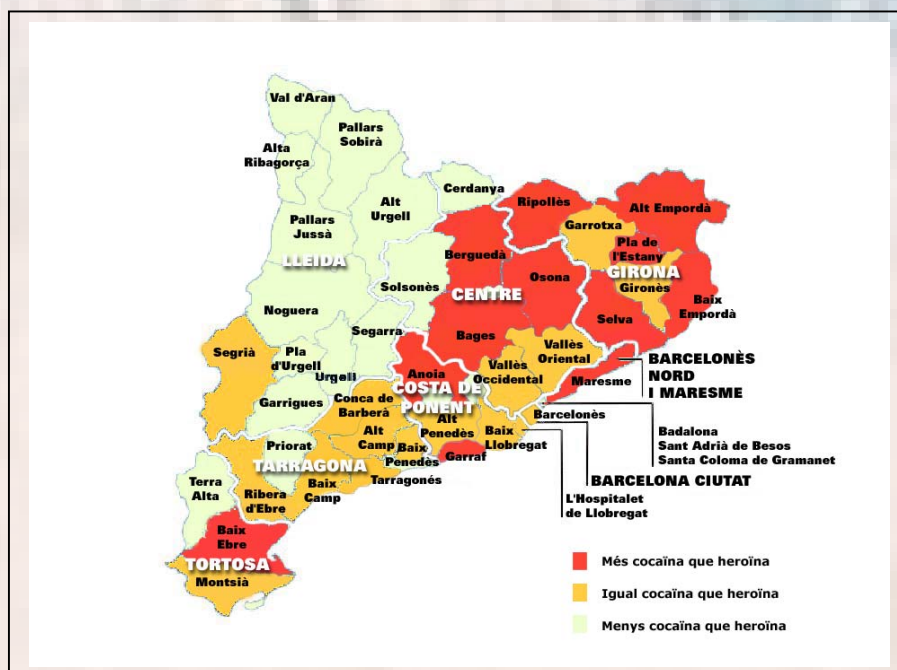 Val d'Aran
Pallars
Sobirà
Alta
Ribagorça
Cerdanya
Ripollès
Alt Empordà
Alt
Urgell
Garrotxa
Pallars
Jussà
Pla de
l'Estany
Berguedà
LLEIDA
GIRONA
Osona
Gironès
Solsonès
CENTRE
Baix
Empordà
Noguera
Selva
Segarra
Bages
Segrià
Pla
d'Urgell
Vallès
Oriental
BARCELONÈS
NORD
I MARESME
Urgell
Anoia
Vallès
Occidental
Maresme
COSTA DE
PONENT
Garrigues
Conca de
Barberà
Barcelonès
Alt
Penedès
Alt
Camp
Baix
Llobregat
Badalona
Sant Adrià de Besos
Santa Coloma de Gramanet
Priorat
Baix
Penedès
Garraf
TARRAGONA
Tarragonés
BARCELONA CIUTAT
Terra
Alta
Ribera
d'Ebre
Baix
Camp
L'Hospitalet
de Llobregat
Baix
Ebre
TORTOSA
Montsià
Més cocaïna que heroïna
Igual cocaïna que heroïna
Menys cocaïna que heroïna